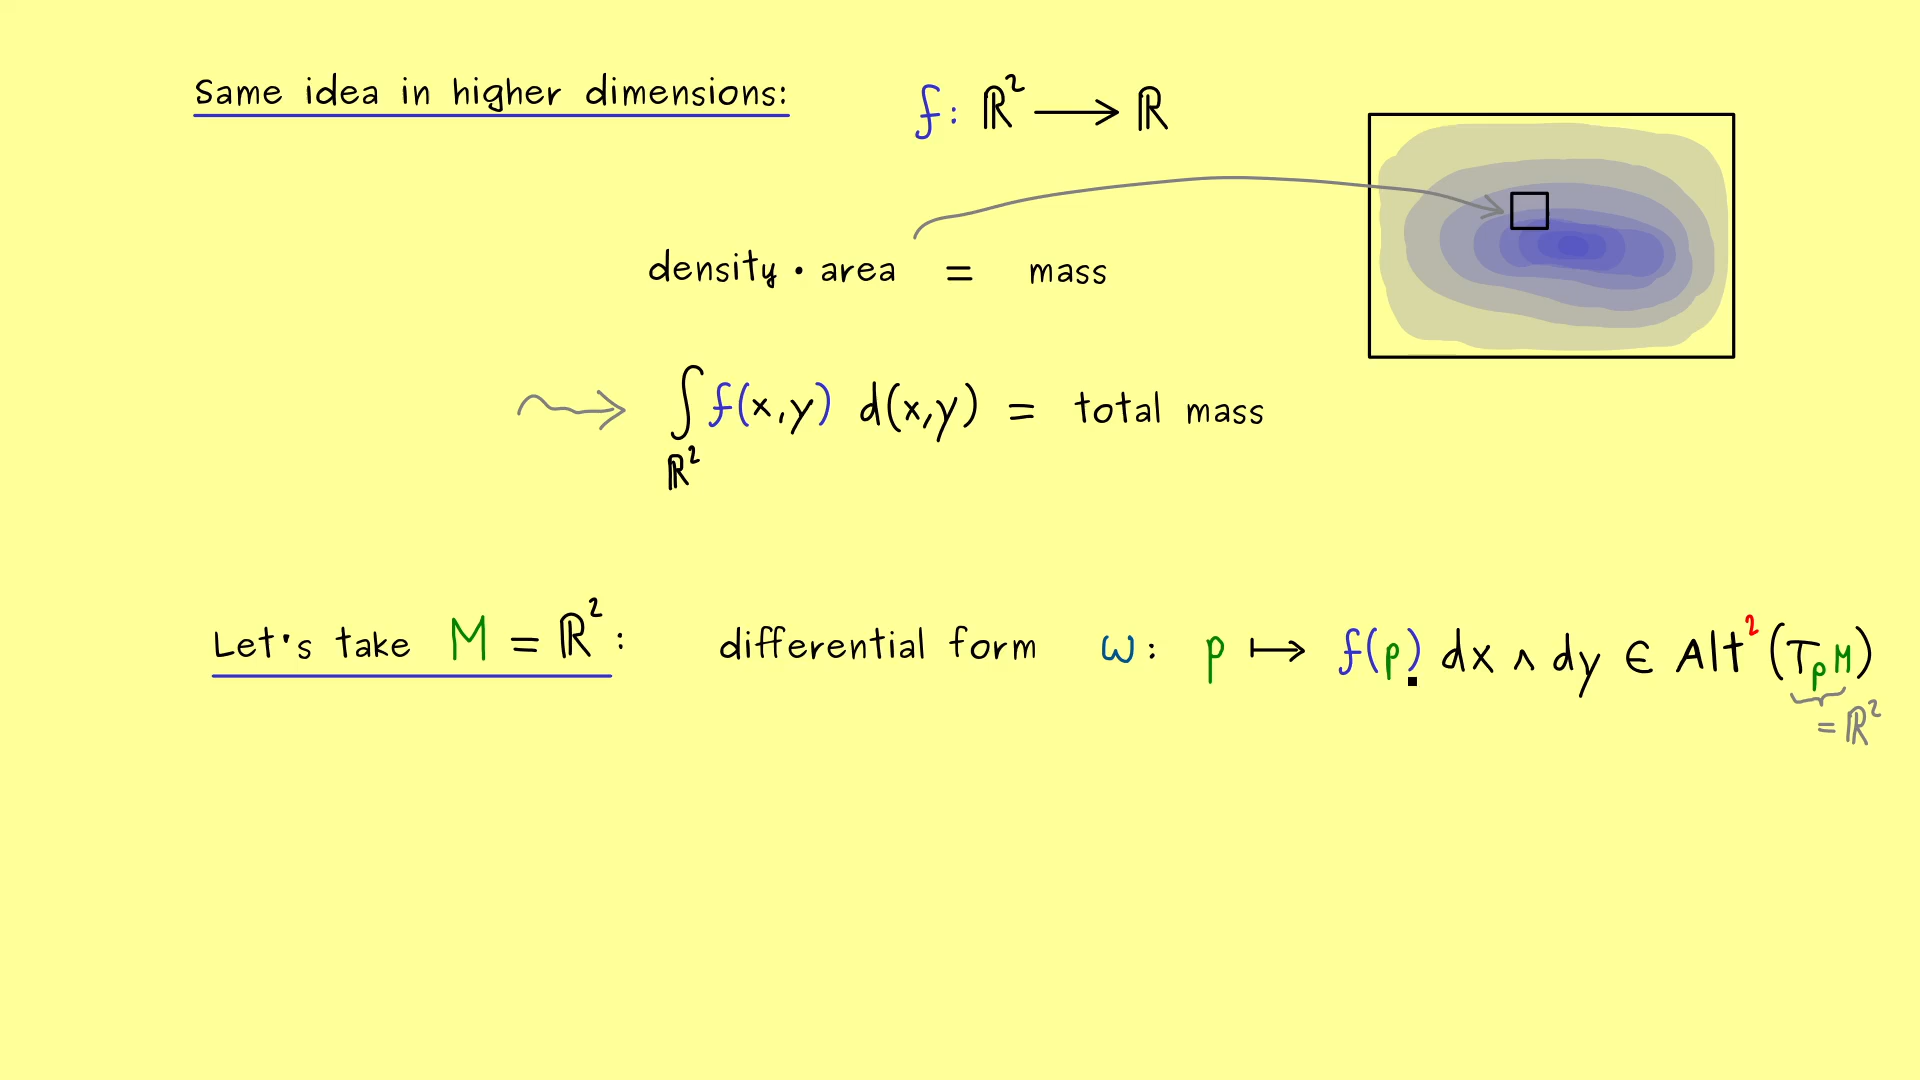 Same idea in higher dimensions: f: ℝ² ⟶ ℝ
density · area = mass
∫ f(x,y) d(x,y) = total mass
ℝ²
Let's take M = ℝ²: differential form ω: p ↦ f(p) dx ∧ dy ∈ Alt²(TₚM)
= ℝ²